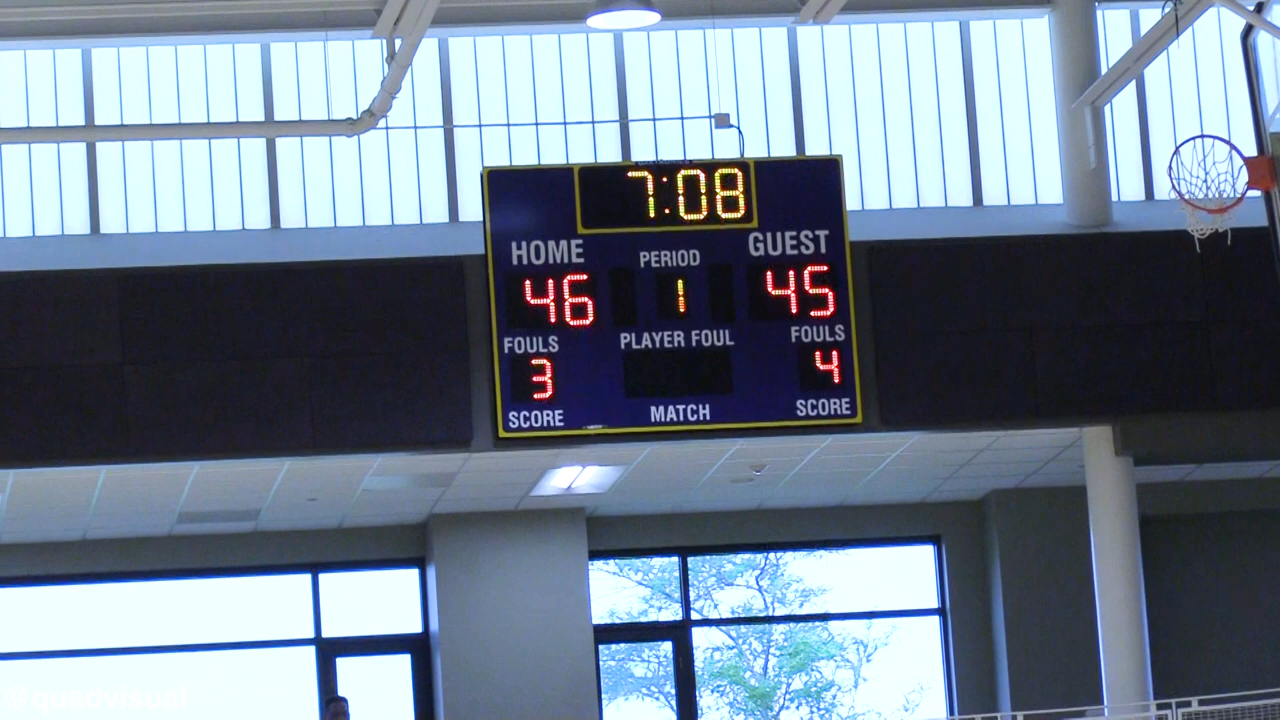 7:08
HOME PERIOD GUEST
46 1 45
FOULS PLAYER FOUL FOULS
3 4
SCORE MATCH SCORE